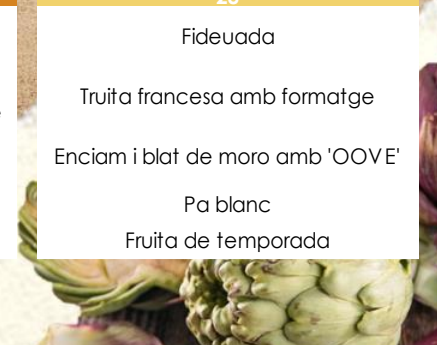 Fideuada
Truita francesa amb formatge
Enciam i blat de moro amb 'OOVE'
Pa blanc
Fruita de temporada